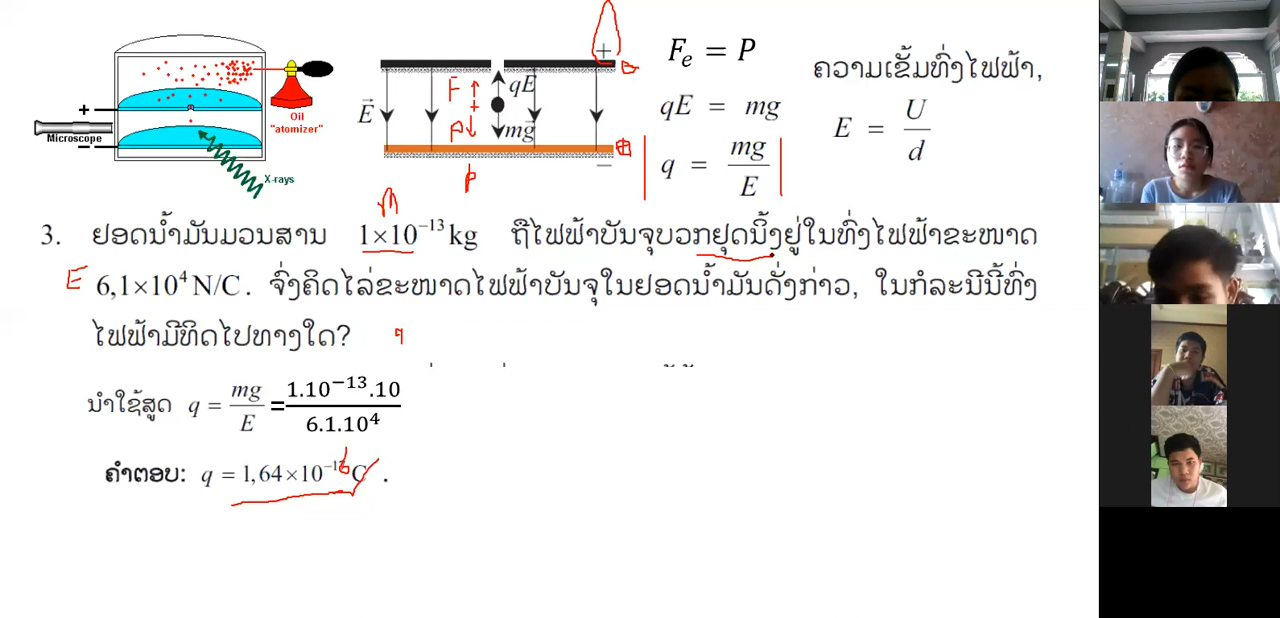 +
−
Microscope
Oil
"atomizer"
X-rays
E⃗
qE
mg⃗
+
−
F
P
P
Fₑ = P
qE = mg
q = mg/E
ຄວາມເຂັ້ມທົ່ງໄຟຟ້າ,
E = U/d
m
3. ຢອດນ້ຳມັນມວນສານ 1×10⁻¹³ kg ຖືໄຟຟ້າບັນຈຸບວກຢຸດນິ້ງຢູ່ໃນທົ່ງໄຟຟ້າຂະໜາດ
E 6,1×10⁴ N/C. ຈົ່ງຄິດໄລ່ຂະໜາດໄຟຟ້າບັນຈຸໃນຢອດນ້ຳມັນດັ່ງກ່າວ, ໃນກໍລະນີນີ້ທົ່ງ
ໄຟຟ້າມີທິດໄປທາງໃດ? q
ນຳໃຊ້ສູດ q = mg/E = 1.10⁻¹³.10/6.1.10⁴
ຄຳຕອບ: q = 1,64×10 C .